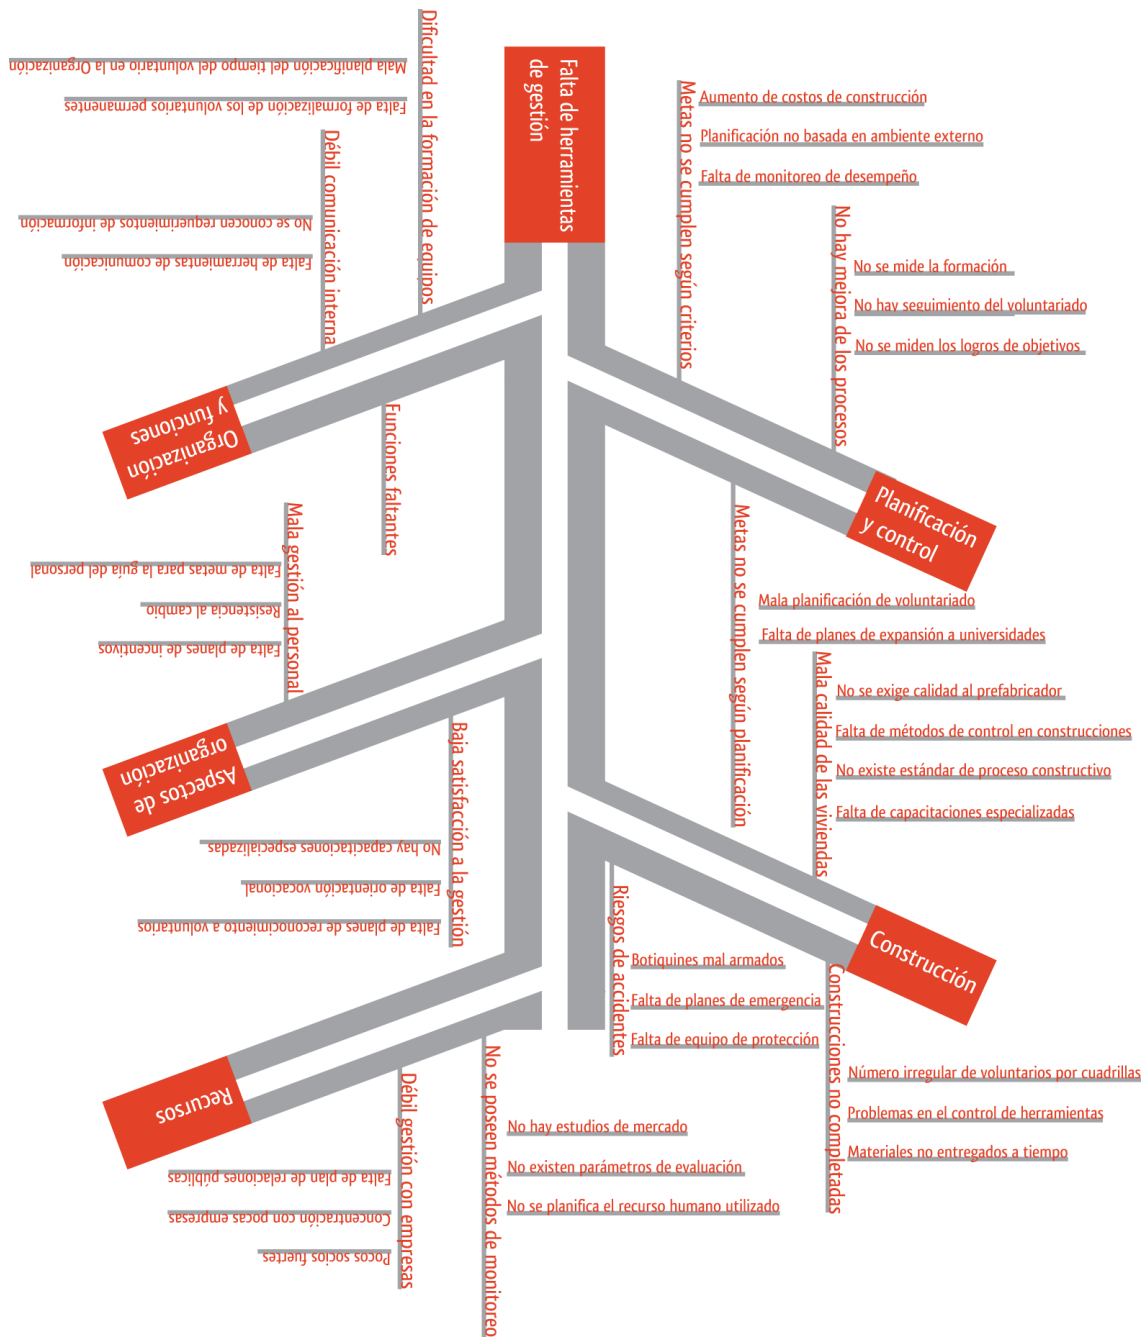 Falta de herramientas
de gestión
Dificultad en la formación de equipos
Mala planificación del tiempo del voluntario en la Organización
Falta de formalización de los voluntarios permanentes
Débil comunicación interna
No se conocen requerimientos de información
Falta de herramientas de comunicación
Organización
y funciones
Funciones faltantes
Metas no se cumplen según criterios
Aumento de costos de construcción
Planificación no basada en ambiente externo
Falta de monitoreo de desempeño
No hay mejora de los procesos
No se mide la formación
No hay seguimiento del voluntariado
No se miden los logros de objetivos
Planificación
y control
Metas no se cumplen según planificación
Mala planificación de voluntariado
Falta de planes de expansión a universidades
Mala gestión al personal
Falta de metas para la guía del personal
Resistencia al cambio
Falta de planes de incentivos
Aspectos de
organización
Baja satisfacción a la gestión
No hay capacitaciones especializadas
Falta de orientación vocacional
Falta de planes de reconocimiento a voluntarios
Mala calidad de las viviendas
No se exige calidad al prefabricador
Falta de métodos de control en construcciones
No existe estándar de proceso constructivo
Falta de capacitaciones especializadas
Construcción
Riesgos de accidentes
Botiquines mal armados
Falta de planes de emergencia
Falta de equipo de protección
Construcciones no completadas
Número irregular de voluntarios por cuadrillas
Problemas en el control de herramientas
Materiales no entregados a tiempo
Recursos
Débil gestión con empresas
Falta de plan de relaciones públicas
Concentración con pocas empresas
Pocos socios fuertes
No se poseen métodos de monitoreo
No hay estudios de mercado
No existen parámetros de evaluación
No se planifica el recurso humano utilizado